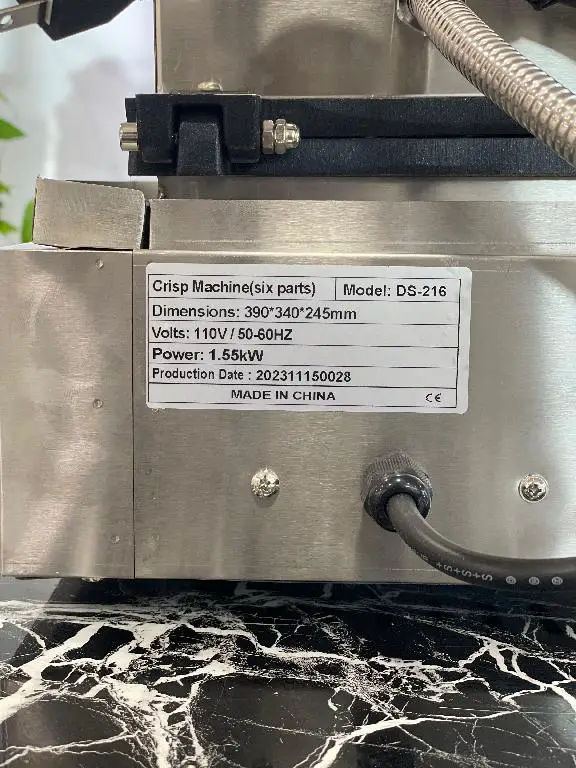 Crisp Machine(six parts) Model: DS-216
Dimensions: 390*340*245mm
Volts: 110V / 50-60HZ
Power: 1.55kW
Production Date : 202311150028
MADE IN CHINA CE